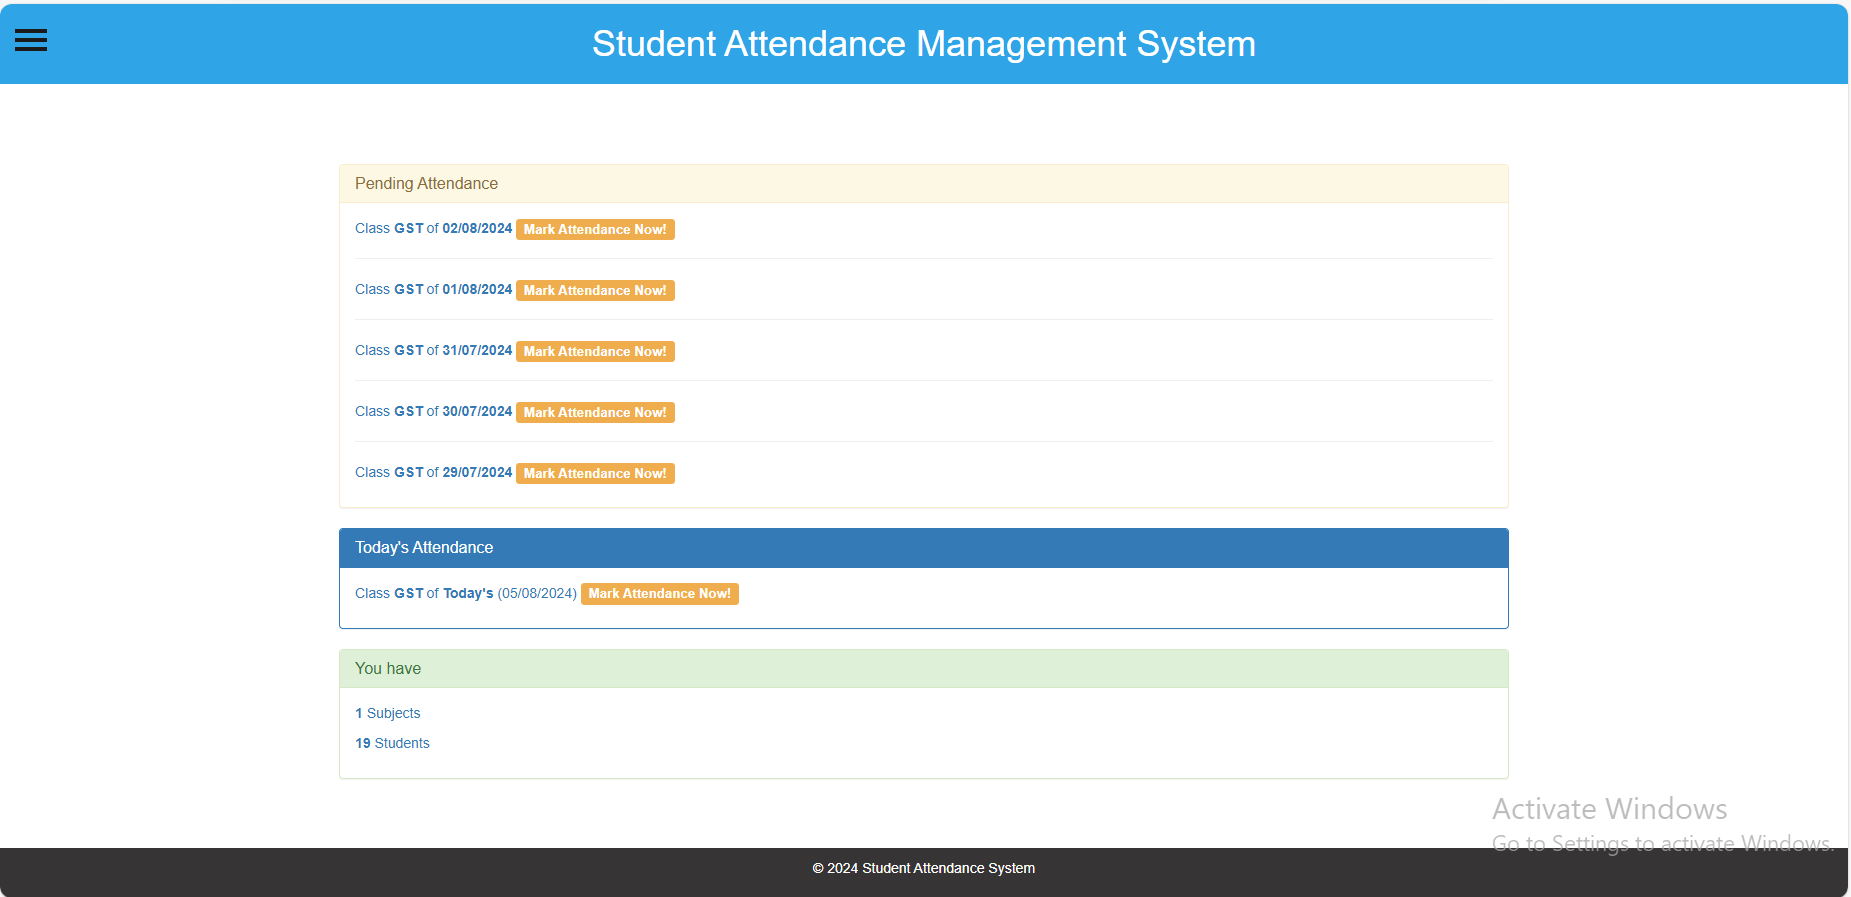 Student Attendance Management System
Pending Attendance
Class GST of 02/08/2024 Mark Attendance Now!
Class GST of 01/08/2024 Mark Attendance Now!
Class GST of 31/07/2024 Mark Attendance Now!
Class GST of 30/07/2024 Mark Attendance Now!
Class GST of 29/07/2024 Mark Attendance Now!
Today's Attendance
Class GST of Today's (05/08/2024) Mark Attendance Now!
You have
1 Subjects
19 Students
Activate Windows
Go to Settings to activate Windows.
© 2024 Student Attendance System